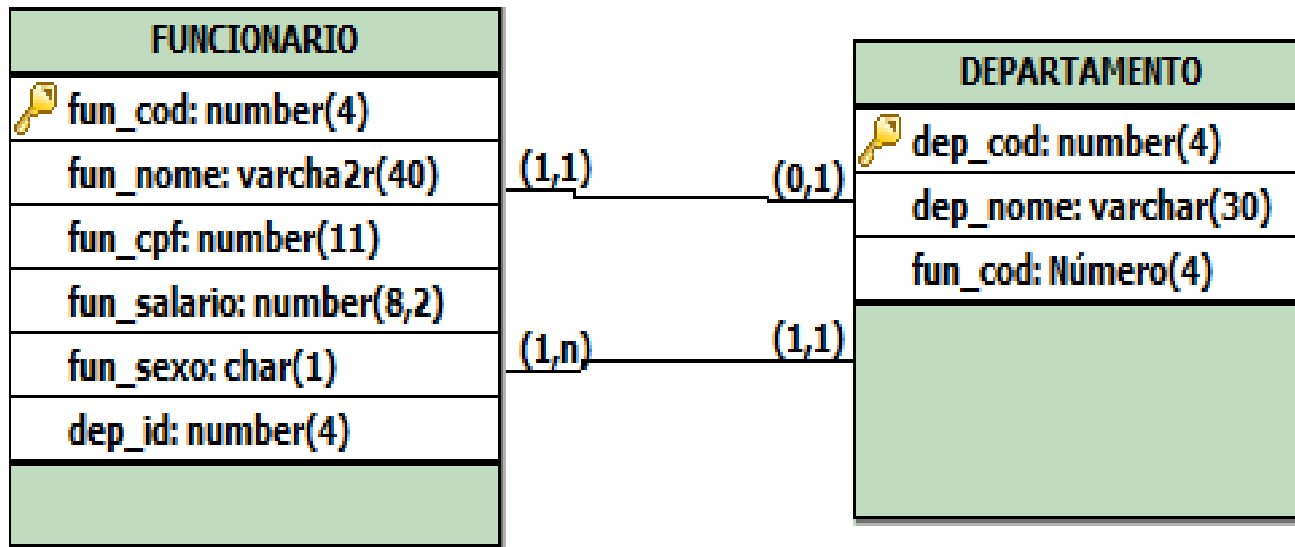 FUNCIONARIO
fun_cod: number(4)
fun_nome: varcha2r(40)
fun_cpf: number(11)
fun_salario: number(8,2)
fun_sexo: char(1)
dep_id: number(4)
(1,1)
(0,1)
(1,n)
(1,1)
DEPARTAMENTO
dep_cod: number(4)
dep_nome: varchar(30)
fun_cod: Número(4)